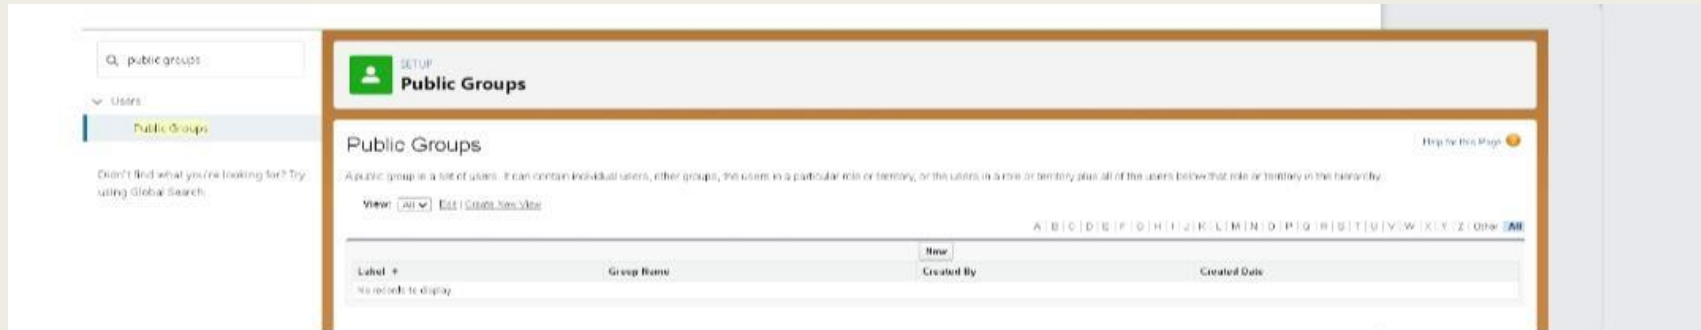 public groups
Users
Public Groups
Didn't find what you're looking for? Try
using Global Search.
SETUP
Public Groups
Public Groups
Help for this Page
A public group is a set of users. It can contain individual users, other groups, the users in a particular role or territory, or the users in a role or territory plus all of the users below that role or territory in the hierarchy.
View: All Edit | Create New View
A | B | C | D | E | F | G | H | I | J | K | L | M | N | O | P | Q | R | S | T | U | V | W | X | Y | Z | Other All
New
Label Group Name Created By Created Date
No records to display